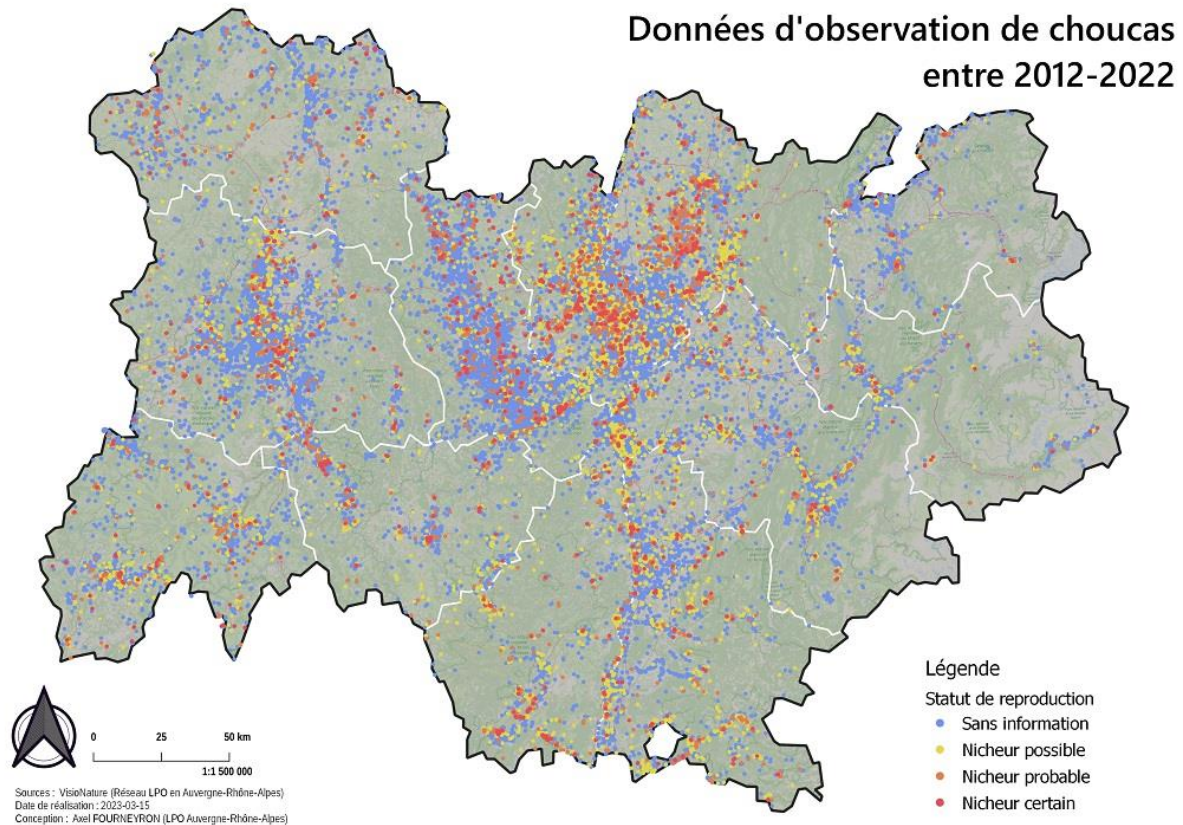 Données d'observation de choucas
entre 2012-2022
Légende
Statut de reproduction
Sans information
Nicheur possible
Nicheur probable
Nicheur certain
0 25 50 km
1:1 500 000
Sources : VisioNature (Réseau LPO en Auvergne-Rhône-Alpes)
Date de réalisation : 2023-03-15
Conception : Axel FOURNEYRON (LPO Auvergne-Rhône-Alpes)